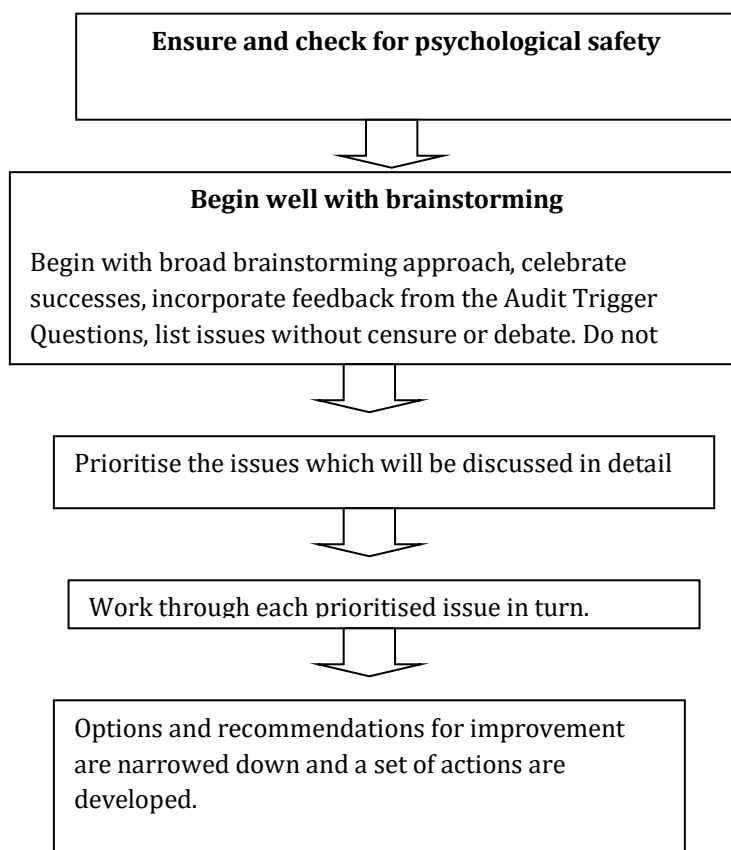 Ensure and check for psychological safety
Begin well with brainstorming
Begin with broad brainstorming approach, celebrate
successes, incorporate feedback from the Audit Trigger
Questions, list issues without censure or debate. Do not
Prioritise the issues which will be discussed in detail
Work through each prioritised issue in turn.
Options and recommendations for improvement
are narrowed down and a set of actions are
developed.